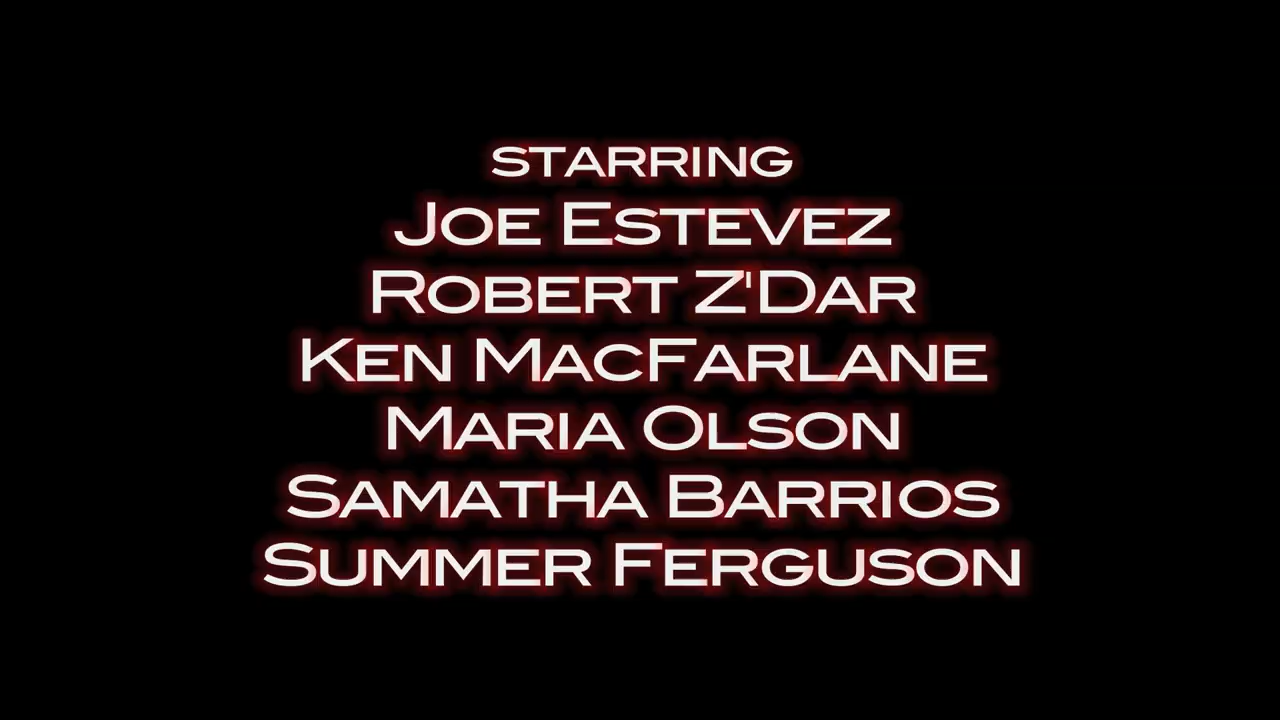 STARRING
JOE ESTEVEZ
ROBERT Z'DAR
KEN MACFARLANE
MARIA OLSON
SAMATHA BARRIOS
SUMMER FERGUSON